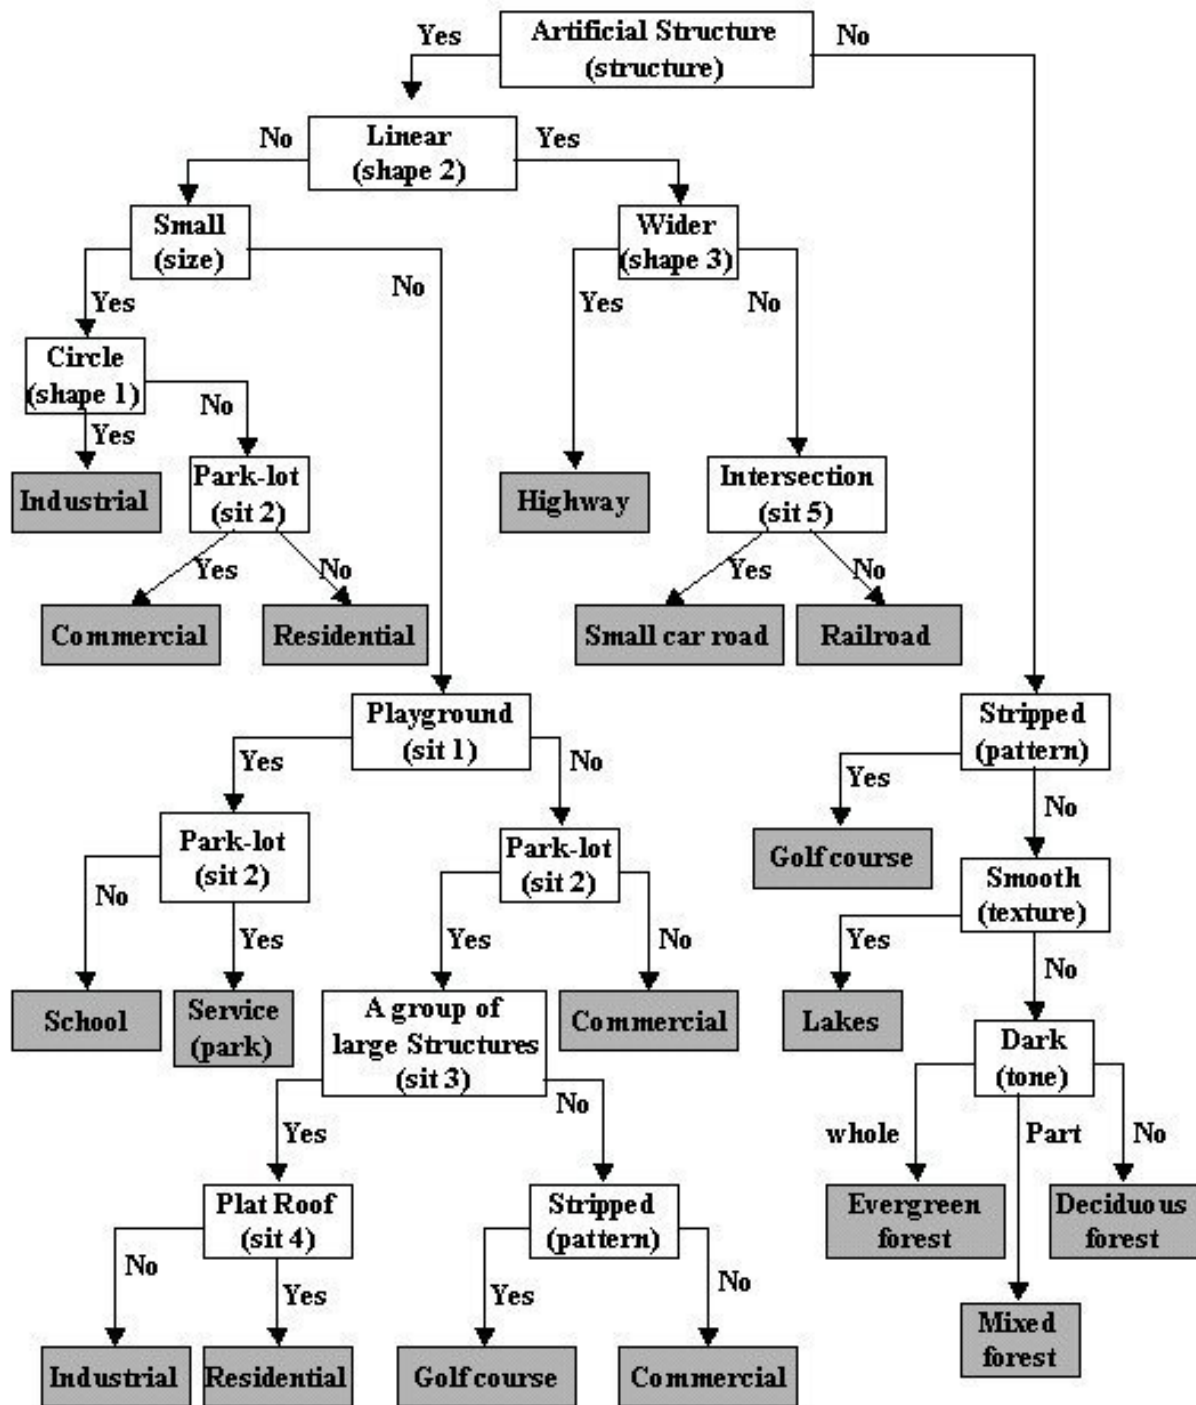 Artificial Structure
(structure)
Yes
No
Linear
(shape 2)
No
Yes
Small
(size)
Wider
(shape 3)
Yes
No
Yes
No
Circle
(shape 1)
No
Yes
Industrial
Park-lot
(sit 2)
Highway
Intersection
(sit 5)
Yes
No
Yes
No
Commercial
Residential
Small car road
Railroad
Playground
(sit 1)
Stripped
(pattern)
Yes
No
Yes
No
Park-lot
(sit 2)
Park-lot
(sit 2)
Golf course
Smooth
(texture)
No
Yes
Yes
No
Yes
No
School
Service
(park)
A group of
large Structures
(sit 3)
Commercial
Lakes
Dark
(tone)
Yes
No
whole
Part
No
Plat Roof
(sit 4)
Stripped
(pattern)
Evergreen
forest
Deciduous
forest
No
Yes
Yes
No
Mixed
forest
Industrial
Residential
Golf course
Commercial